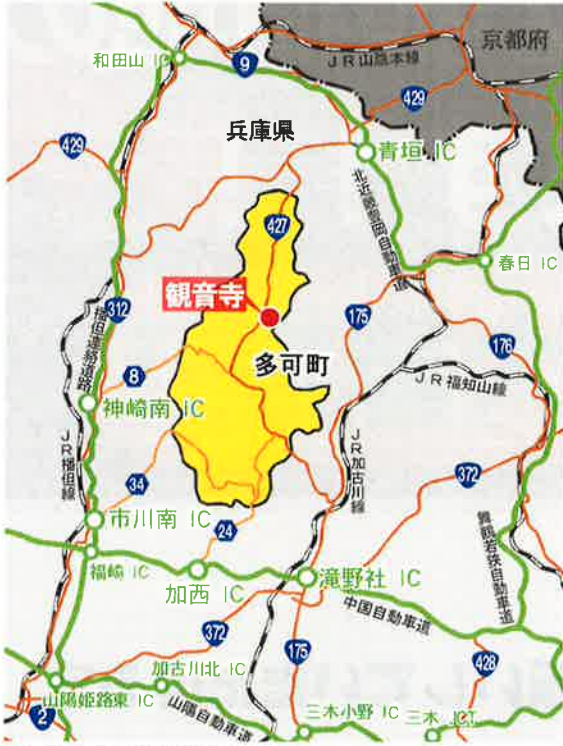 京都府
JR山陰本線
和田山 IC
9
429
兵庫県
429
青垣 IC
北近畿豊岡自動車道
427
春日 IC
観音寺
312
播但連絡道路
175
176
多可町
8
JR福知山線
神崎南 IC
JR加古川線
JR播但線
372
34
市川南 IC
24
舞鶴若狭自動車道
福崎 IC
加西 IC
滝野社 IC
中国自動車道
372
175
428
加古川北 IC
山陽姫路東 IC
山陽自動車道
2
三木小野 IC
三木 JCT